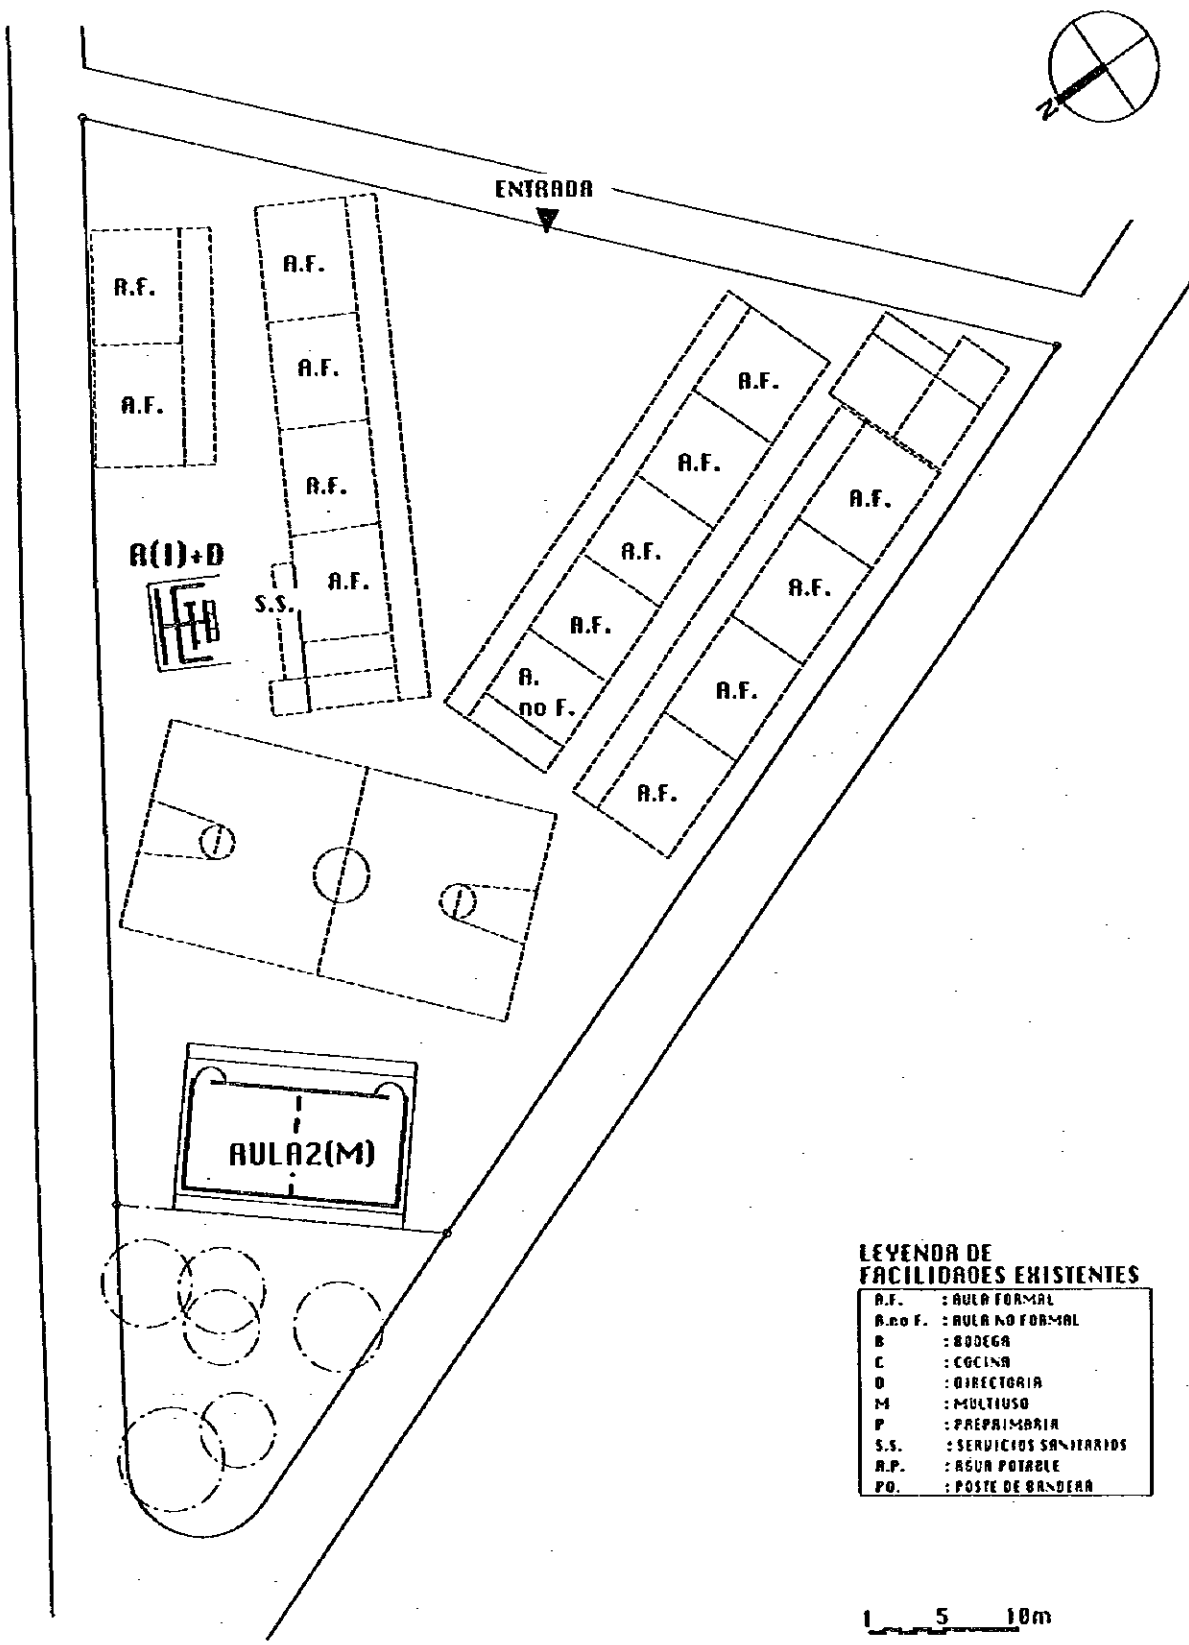 N
ENTRADA
A.F.
A.F.
A.F.
A.F.
A.F.
A.F.
A.F.
A.F.
A.F.
A.F.
A.
no F.
A.F.
A.F.
A.F.
A.F.
R(1)+D
S.S.
AULA2(M)
LEYENDA DE
FACILIDADES EXISTENTES
A.F. : AULA FORMAL
A.no F. : AULA NO FORMAL
B : BODEGA
C : COCINA
D : DIRECTORIA
M : MULTIUSO
P : PREPRIMARIA
S.S. : SERVICIOS SANITARIOS
A.P. : AGUA POTABLE
PO. : POSTE DE BANDERA
1 5 10m